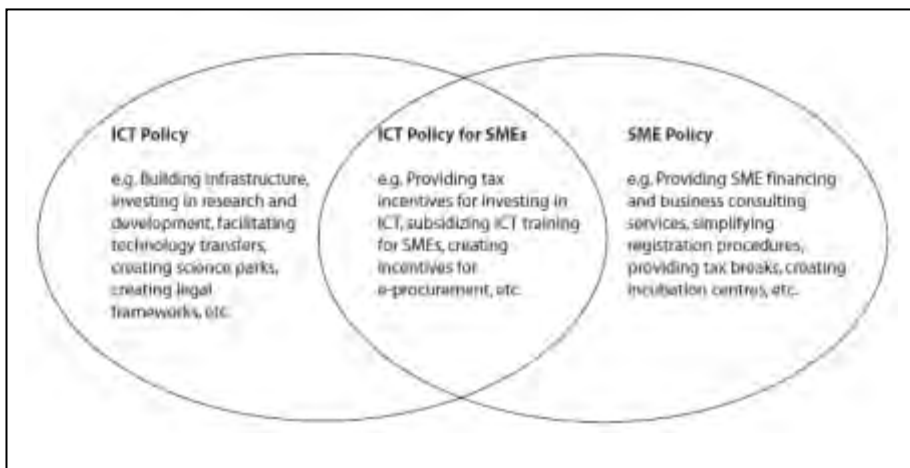 ICT Policy
e.g. Building infrastructure,
investing in research and
development, facilitating
technology transfers,
creating science parks,
creating legal
frameworks, etc.
ICT Policy for SMEs
e.g. Providing tax
incentives for investing in
ICT, subsidizing ICT training
for SMEs, creating
incentives for
e-procurement, etc.
SME Policy
e.g. Providing SME financing
and business consulting
services, simplifying
registration procedures,
providing tax breaks, creating
incubation centres, etc.